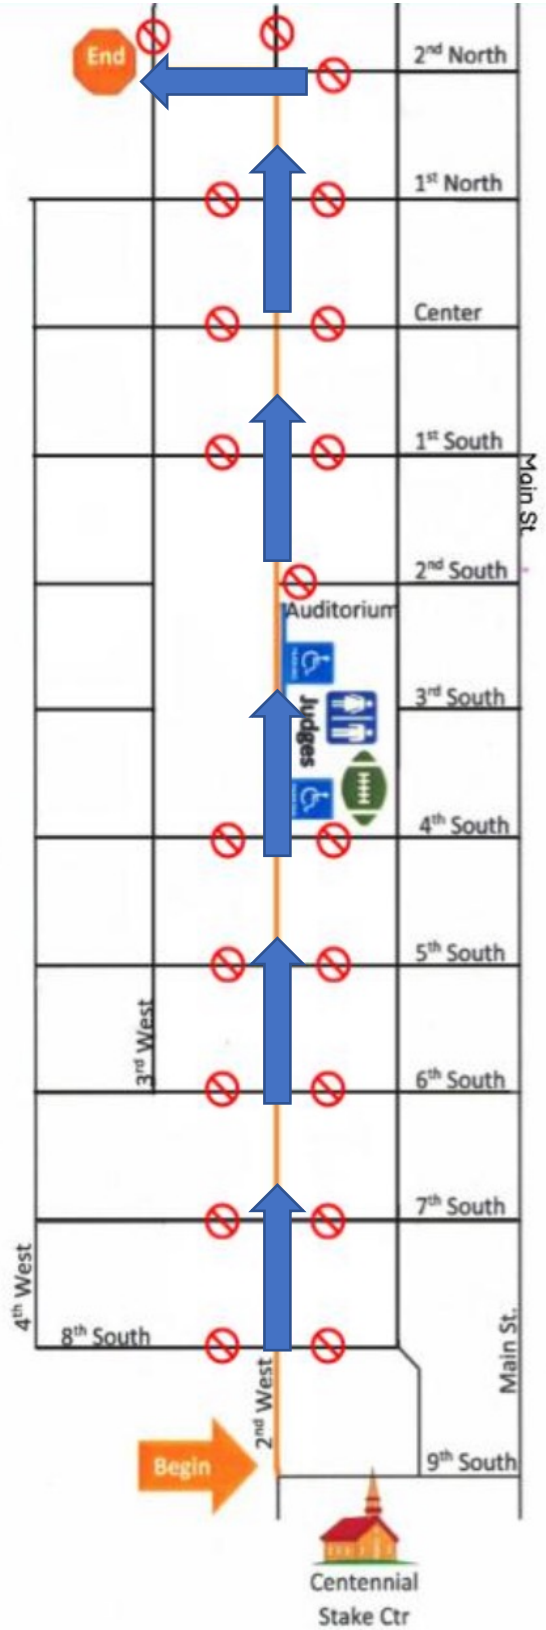 End
2nd North
1st North
Center
1st South
Main St.
2nd South
Auditorium
3rd South
Judges
4th South
5th South
3rd West
6th South
7th South
4th West
8th South
Main St.
2nd West
Begin
9th South
Centennial
Stake Ctr